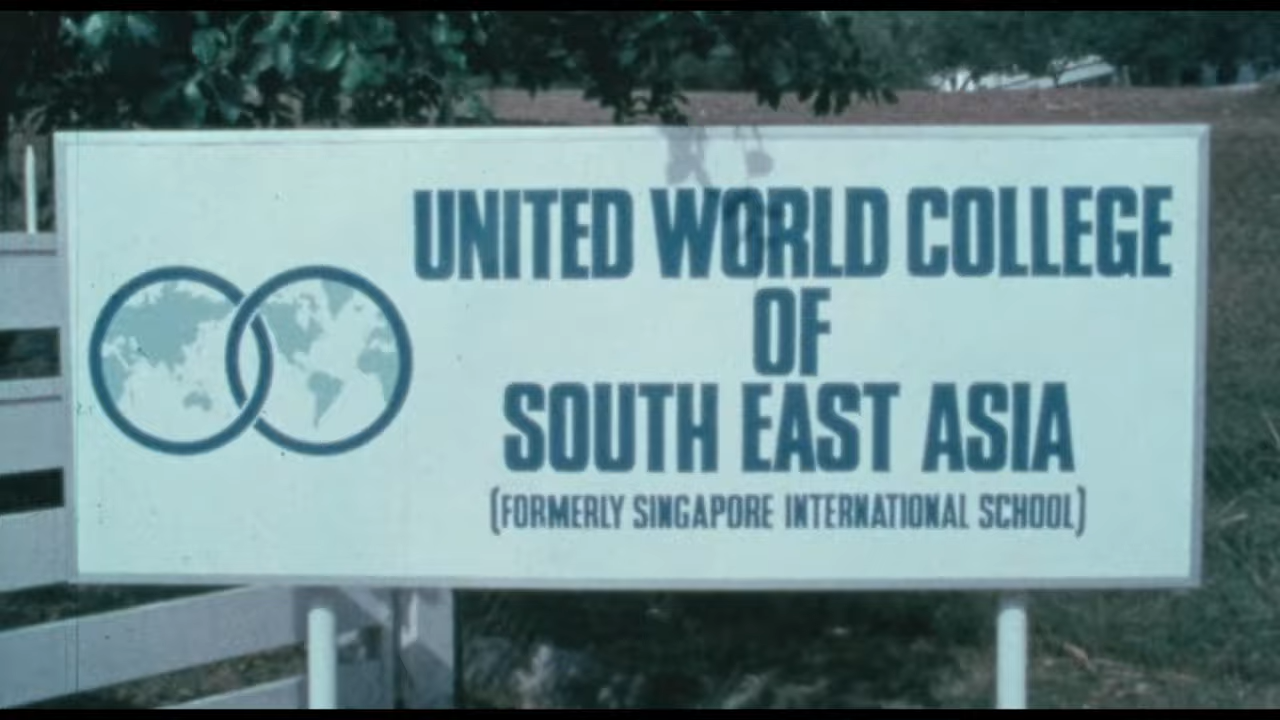 UNITED WORLD COLLEGE
OF
SOUTH EAST ASIA
(FORMERLY SINGAPORE INTERNATIONAL SCHOOL)